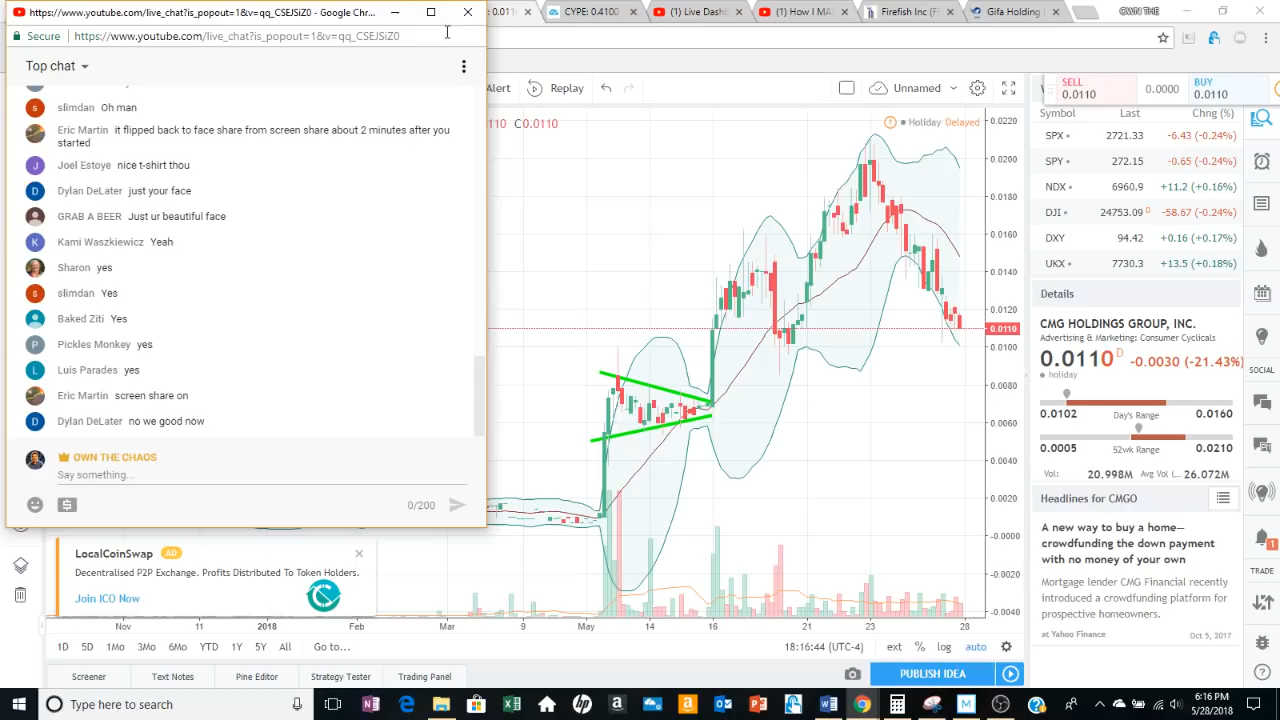 https://www.youtube.com/live_chat?is_popout=1&v=qq_CSEJSiZ0 - Google Chr...
Secure
https://www.youtube.com/live_chat?is_popout=1&v=qq_CSEJSiZ0
Top chat
slimdan Oh man
Eric Martin it flipped back to face share from screen share about 2 minutes after you
started
Joel Estoye nice t-shirt thou
Dylan DeLater just your face
GRAB A BEER Just ur beautiful face
Kami Waszkiewicz Yeah
Sharon yes
slimdan Yes
Baked Ziti Yes
Pickles Monkey yes
Luis Parades yes
Eric Martin screen share on
Dylan DeLater no we good now
OWN THE CHAOS
Say something...
0/200
0.011
CYPE: 0.4100
(1) Live Dashb
(1) How I MA
Firefish Inc (F
Gifa Holding
OWN THE
lert
Replay
Unnamed
110 C0.0110
Holiday Delayed
SELL
0.0110
0.0000
BUY
0.0110
0.0220
0.0200
0.0180
0.0160
0.0140
0.0120
0.0110
0.0100
0.0080
0.0060
0.0040
0.0020
-0.0000
-0.0020
-0.0040
Symbol Last Chg (%)
SPX 2721.33 -6.43 (-0.24%)
SPY 272.15 -0.65 (-0.24%)
NDX 6960.9 +11.2 (+0.16%)
DJI 24753.09 D -58.67 (-0.24%)
DXY 94.42 +0.16 (+0.17%)
UKX 7730.3 +13.5 (+0.18%)
Details
CMG HOLDINGS GROUP, INC.
Advertising & Marketing; Consumer Cyclicals
0.0110 D -0.0030 (-21.43%)
holiday
0.0102 Day's Range 0.0160
0.0005 52wk Range 0.0210
Vol: 20.998M Avg Vol (... 26.072M
Headlines for CMGO
A new way to buy a home—
crowdfunding the down payment
with no money of your own
Mortgage lender CMG Financial recently
introduced a crowdfunding platform for
prospective homeowners.
at Yahoo Finance Oct 5, 2017
SOCIAL
1
TRADE
LocalCoinSwap AD
Decentralised P2P Exchange. Profits Distributed To Token Holders.
Join ICO Now
Nov 11 2018 Feb Mar 9 May 14 16 21 23 28
1D 5D 1Mo 3Mo 6Mo YTD 1Y 5Y All Go to...
18:16:44 (UTC-4) ext % log auto
Screener Text Notes Pine Editor Strategy Tester Trading Panel
PUBLISH IDEA
Type here to search
6:16 PM
5/28/2018